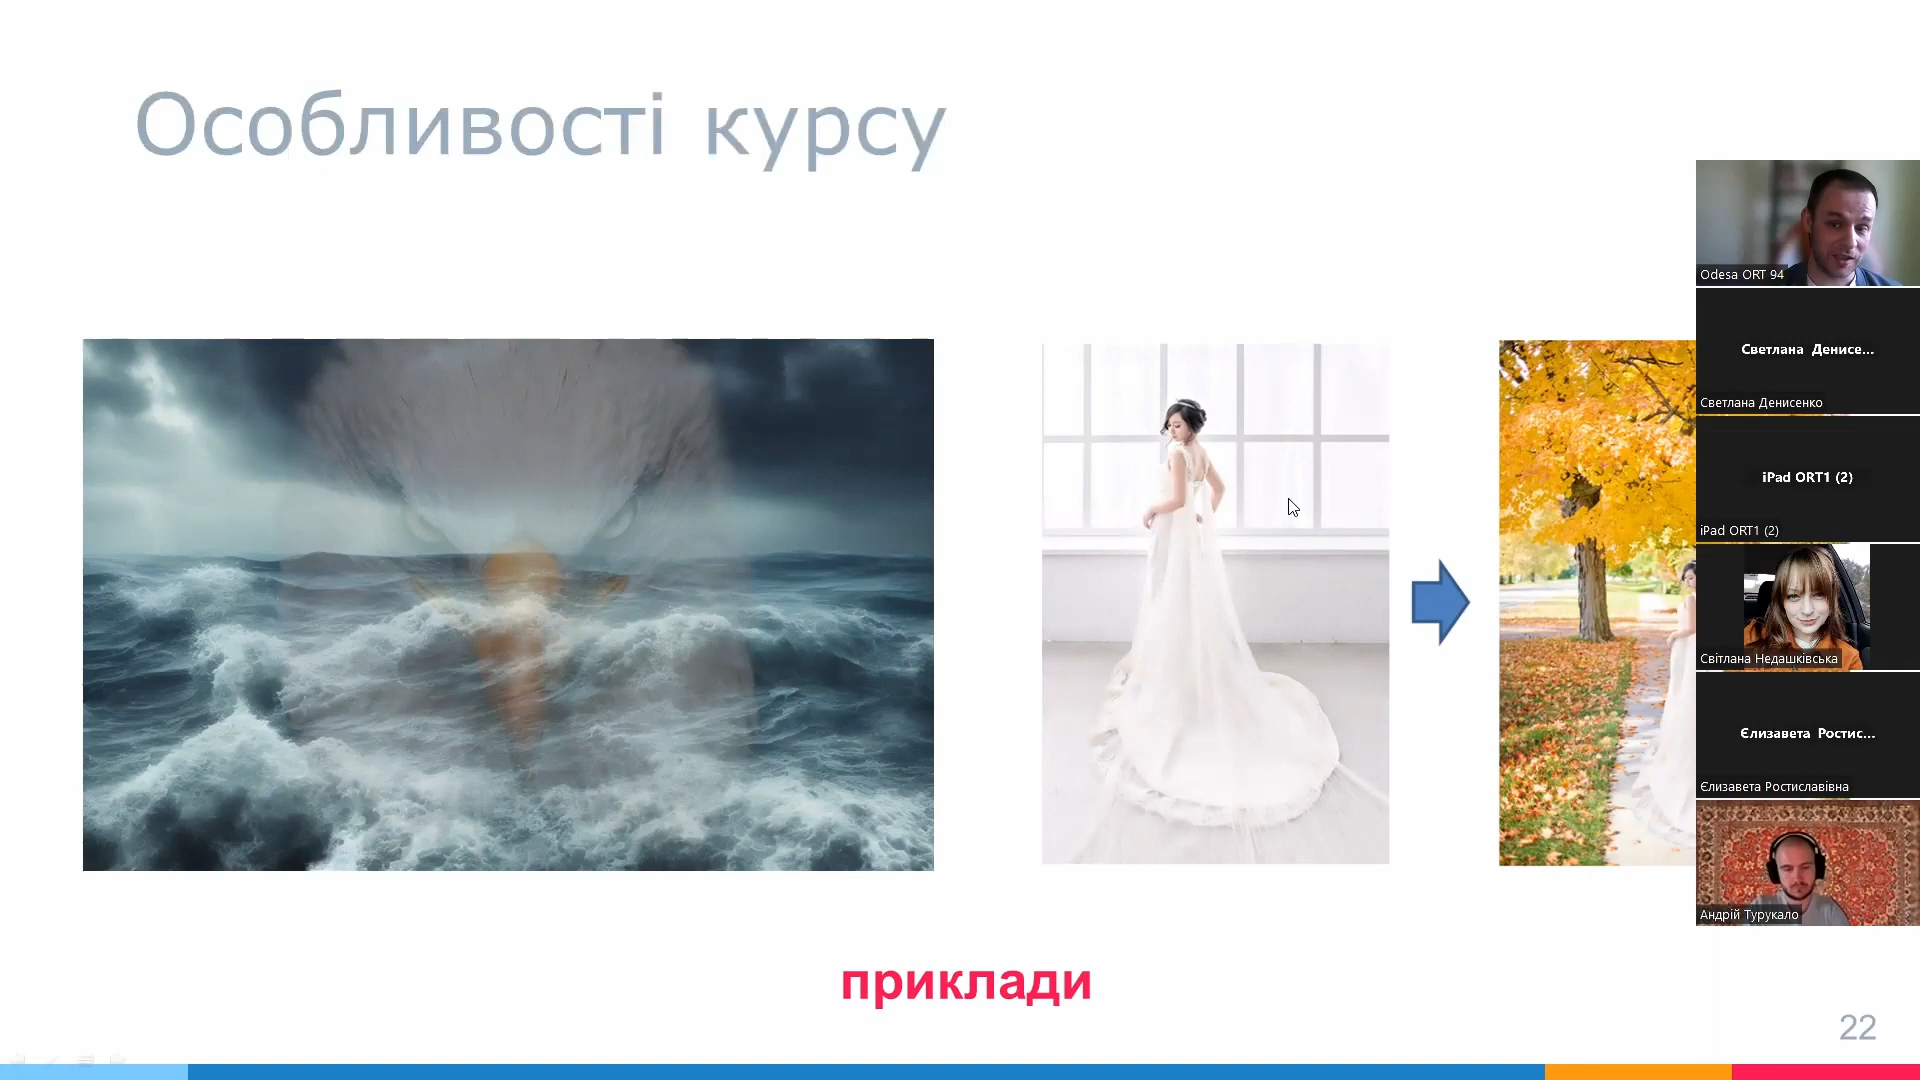 Особливості курсу
Odesa ORT 94
Светлана Денисе...
Светлана Денисенко
iPad ORT1 (2)
iPad ORT1 (2)
Світлана Недашківська
Єлизавета Ростис...
Єлизавета Ростиславівна
Андрій Турукало
приклади
22